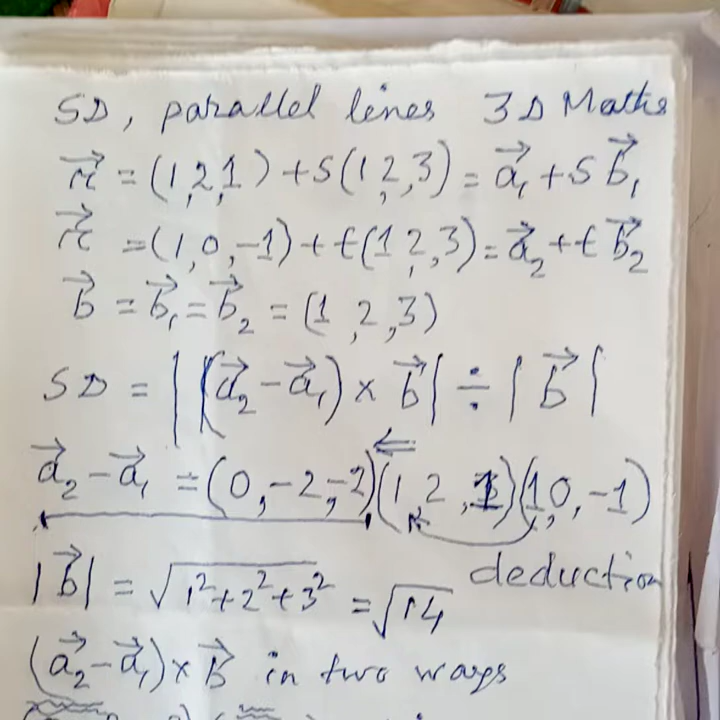 SD, parallel lines 3D Maths
r⃗ = (1,2,1) + s(1,2,3) = a⃗₁ + s b⃗₁
r⃗ = (1,0,-1) + t(1,2,3) = a⃗₂ + t b⃗₂
b⃗ = b⃗₁ = b⃗₂ = (1,2,3)
SD = |(a⃗₂ - a⃗₁) × b⃗| ÷ |b⃗|
a⃗₂ - a⃗₁ = (0,-2,-2) ⇐ (1,2,1)(1,0,-1)
deduction
|b⃗| = √1²+2²+3² = √14
(a⃗₂ - a⃗₁) × b⃗ in two ways